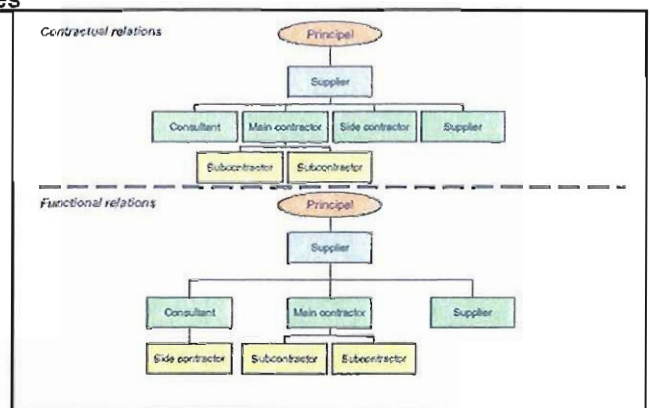 es
Contractual relations
Principal
Supplier
Consultant Main contractor Side contractor Supplier
Subcontractor Subcontractor
Functional relations
Principal
Supplier
Consultant Main contractor Supplier
Side contractor Subcontractor Subcontractor